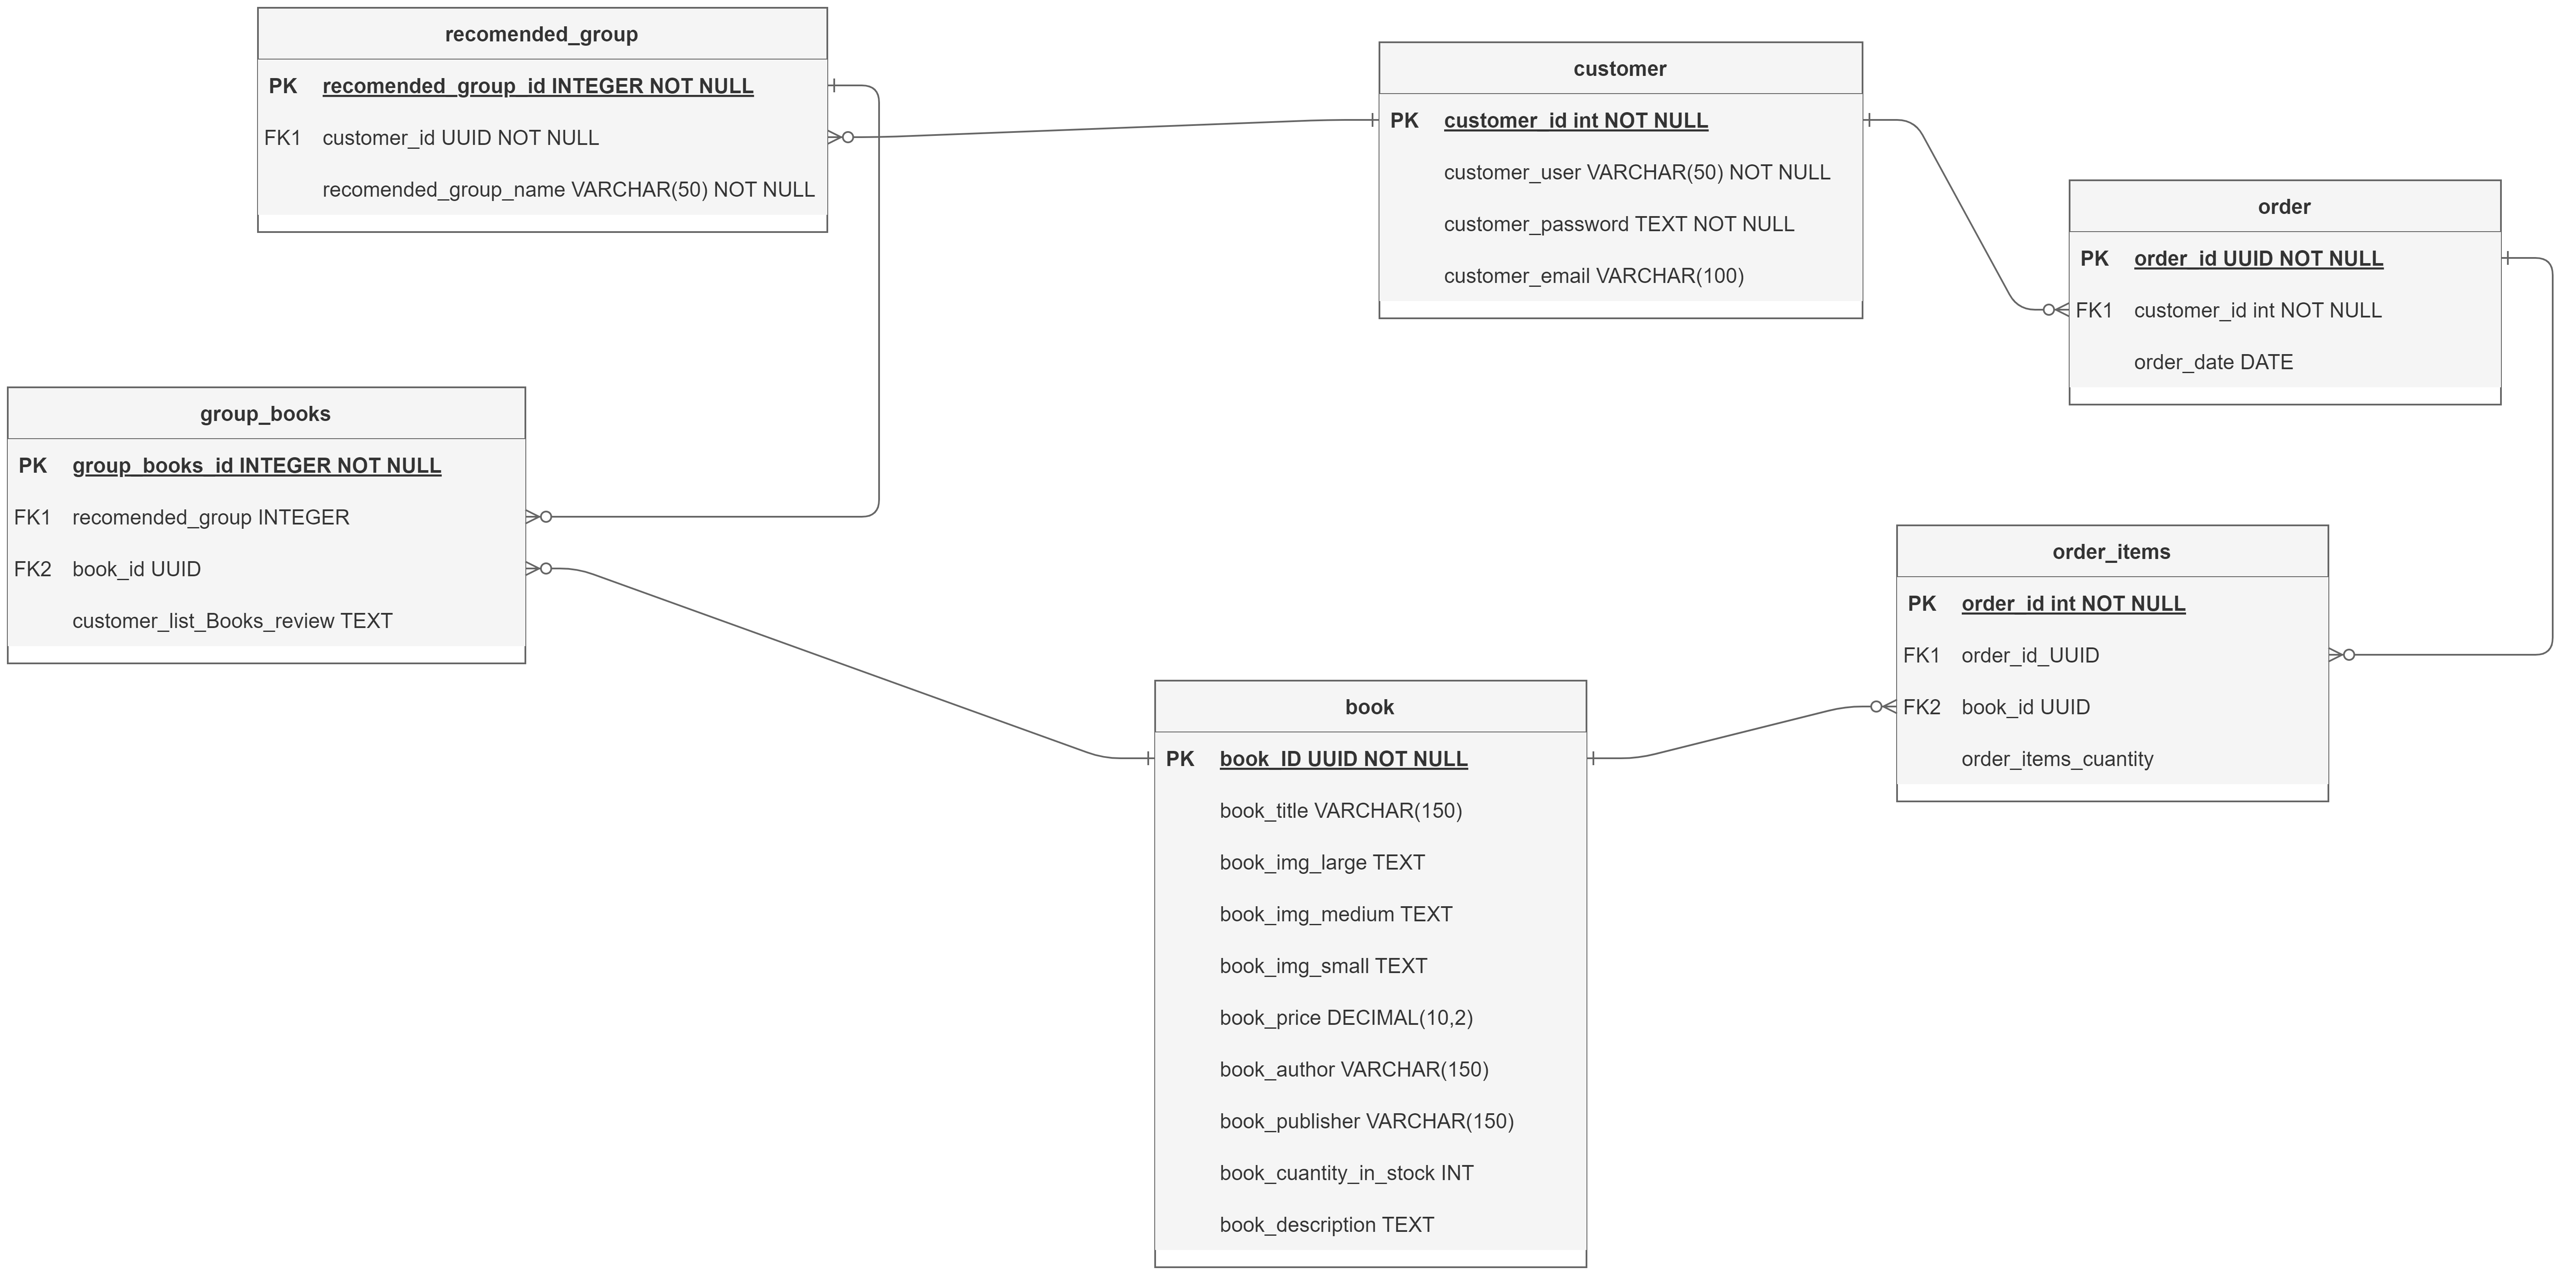 recomended_group
PK recomended_group_id INTEGER NOT NULL
FK1 customer_id UUID NOT NULL
recomended_group_name VARCHAR(50) NOT NULL
customer
PK customer_id int NOT NULL
customer_user VARCHAR(50) NOT NULL
customer_password TEXT NOT NULL
customer_email VARCHAR(100)
order
PK order_id UUID NOT NULL
FK1 customer_id int NOT NULL
order_date DATE
group_books
PK group_books_id INTEGER NOT NULL
FK1 recomended_group INTEGER
FK2 book_id UUID
customer_list_Books_review TEXT
order_items
PK order_id int NOT NULL
FK1 order_id_UUID
FK2 book_id UUID
order_items_cuantity
book
PK book_ID UUID NOT NULL
book_title VARCHAR(150)
book_img_large TEXT
book_img_medium TEXT
book_img_small TEXT
book_price DECIMAL(10,2)
book_author VARCHAR(150)
book_publisher VARCHAR(150)
book_cuantity_in_stock INT
book_description TEXT